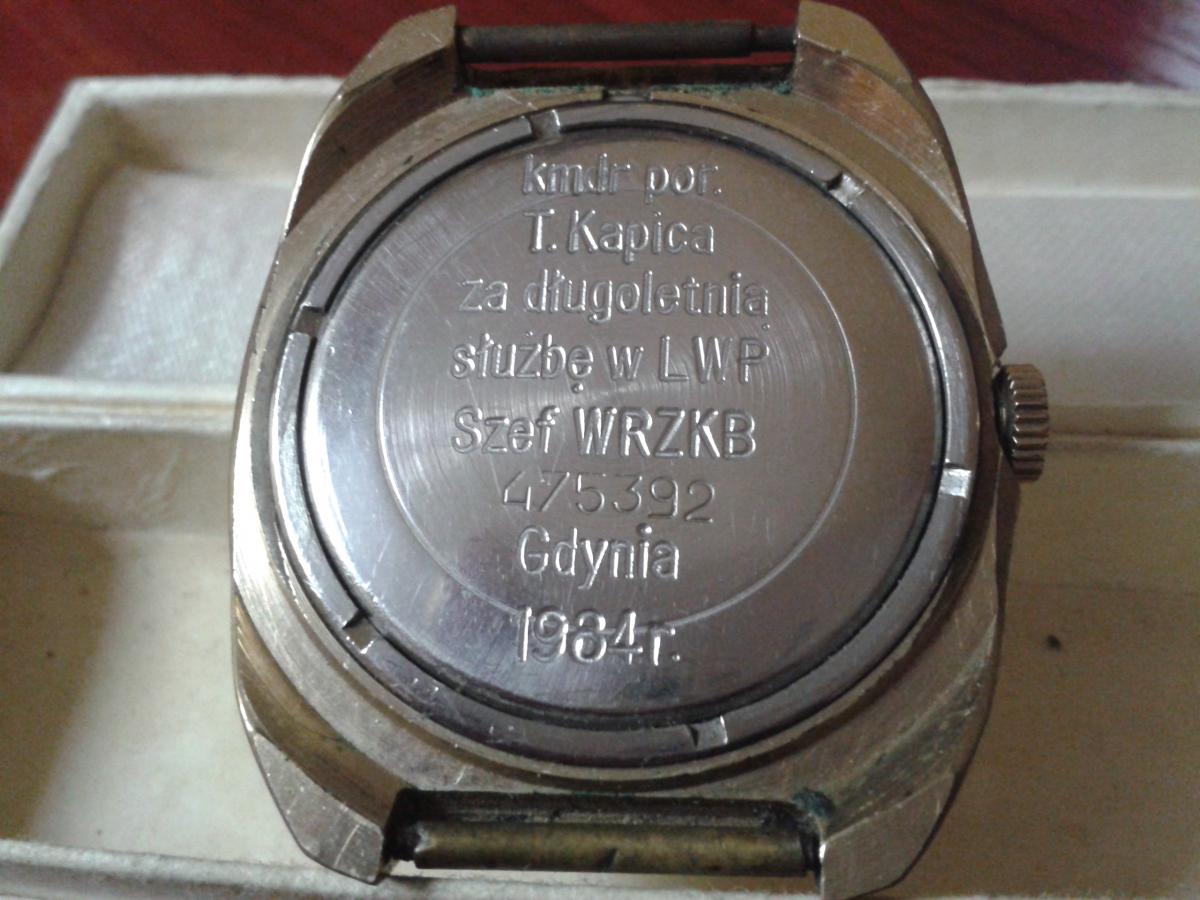 kmdr por.
T. Kapica
za długoletnią
służbę w LWP
Szef WRZKB
475392
Gdynia
1984r.